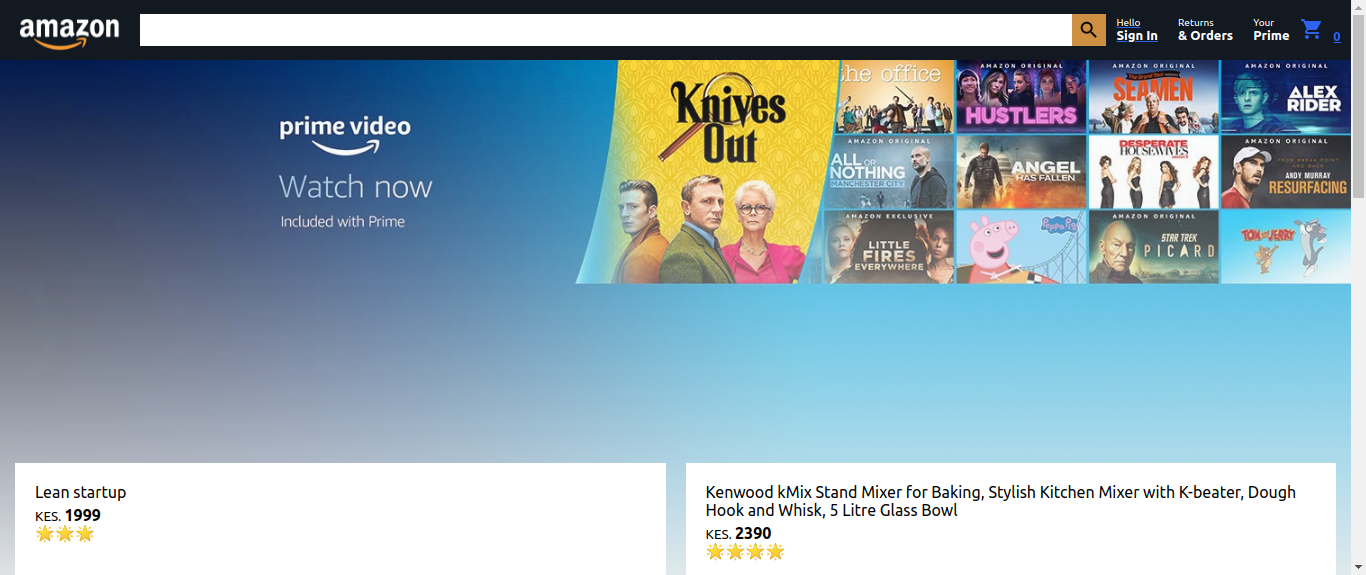 amazon
Hello
Sign In
Returns
& Orders
Your
Prime
0
prime video
Watch now
Included with Prime
Knives
Out
the office
AMAZON ORIGINAL
HUSTLERS
AMAZON ORIGINAL
The Grand Tour
SEAMEN
AMAZON ORIGINAL
ALEX
RIDER
AMAZON ORIGINAL
ALL OR
NOTHING
MANCHESTER CITY
ANGEL
HAS FALLEN
DESPERATE
HOUSEWIVES
AMAZON ORIGINAL
ANDY MURRAY
RESURFACING
AMAZON EXCLUSIVE
LITTLE
FIRES
EVERYWHERE
Peppa Pig
AMAZON ORIGINAL
STAR TREK
PICARD
TOM AND JERRY
Lean startup
KES. 1999
Kenwood kMix Stand Mixer for Baking, Stylish Kitchen Mixer with K-beater, Dough
Hook and Whisk, 5 Litre Glass Bowl
KES. 2390